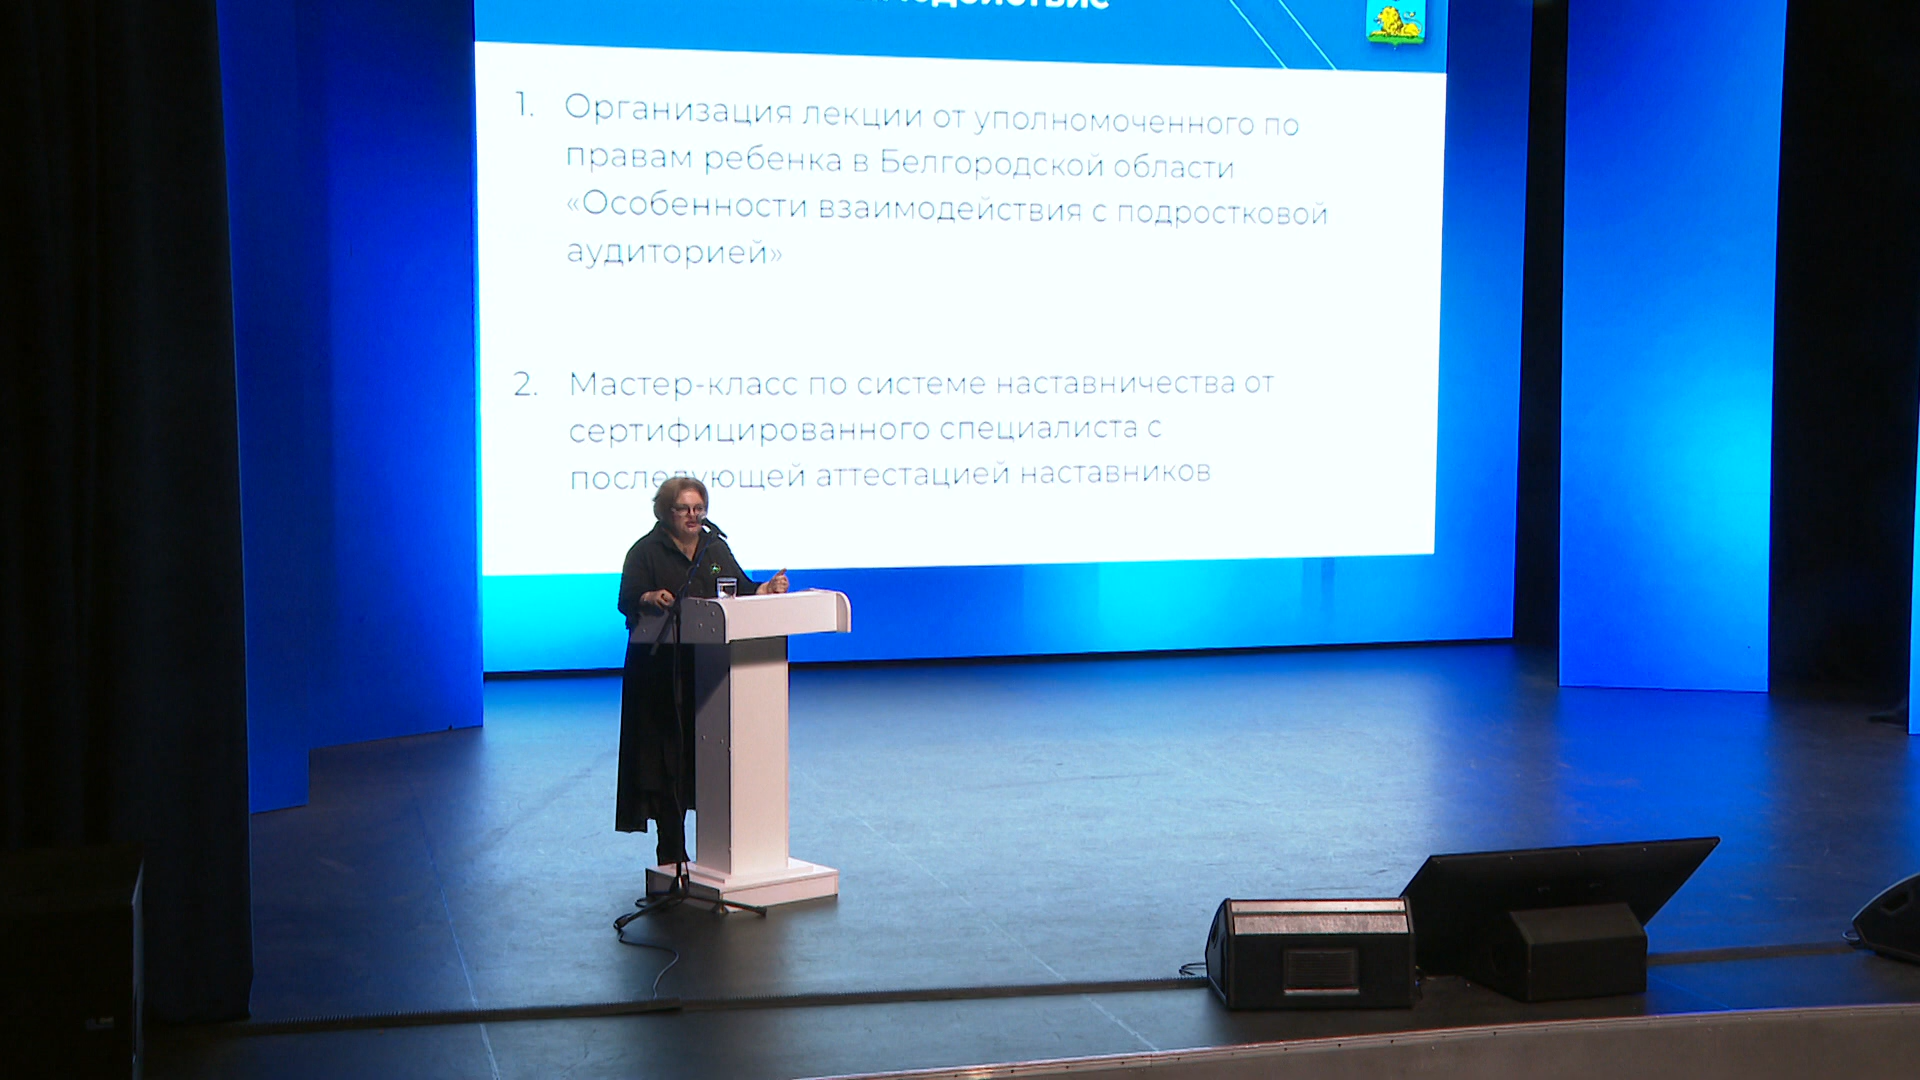 1. Организация лекции от уполномоченного по
правам ребенка в Белгородской области
«Особенности взаимодействия с подростковой
аудиторией»
2. Мастер-класс по системе наставничества от
сертифицированного специалиста с
последующей аттестацией наставников